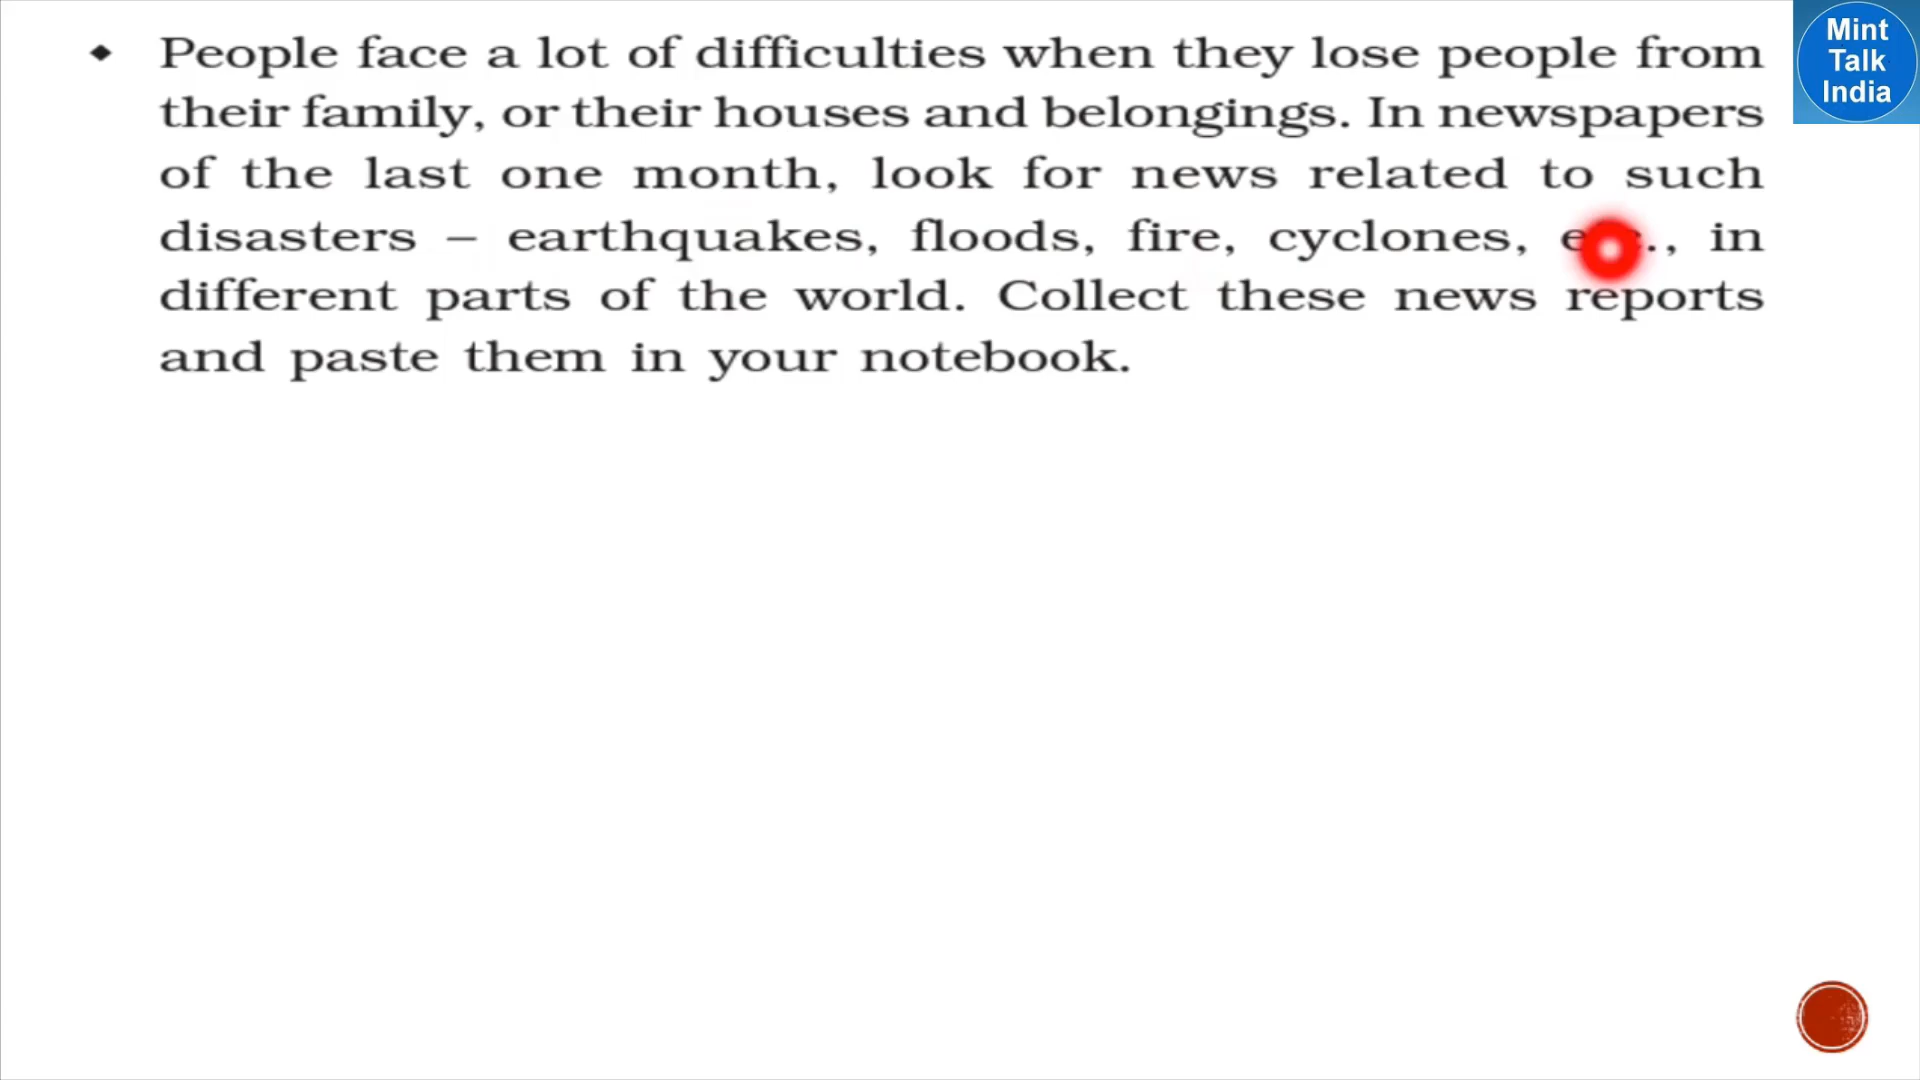 People face a lot of difficulties when they lose people from
their family, or their houses and belongings. In newspapers
of the last one month, look for news related to such
disasters – earthquakes, floods, fire, cyclones, etc., in
different parts of the world. Collect these news reports
and paste them in your notebook.
Mint
Talk
India